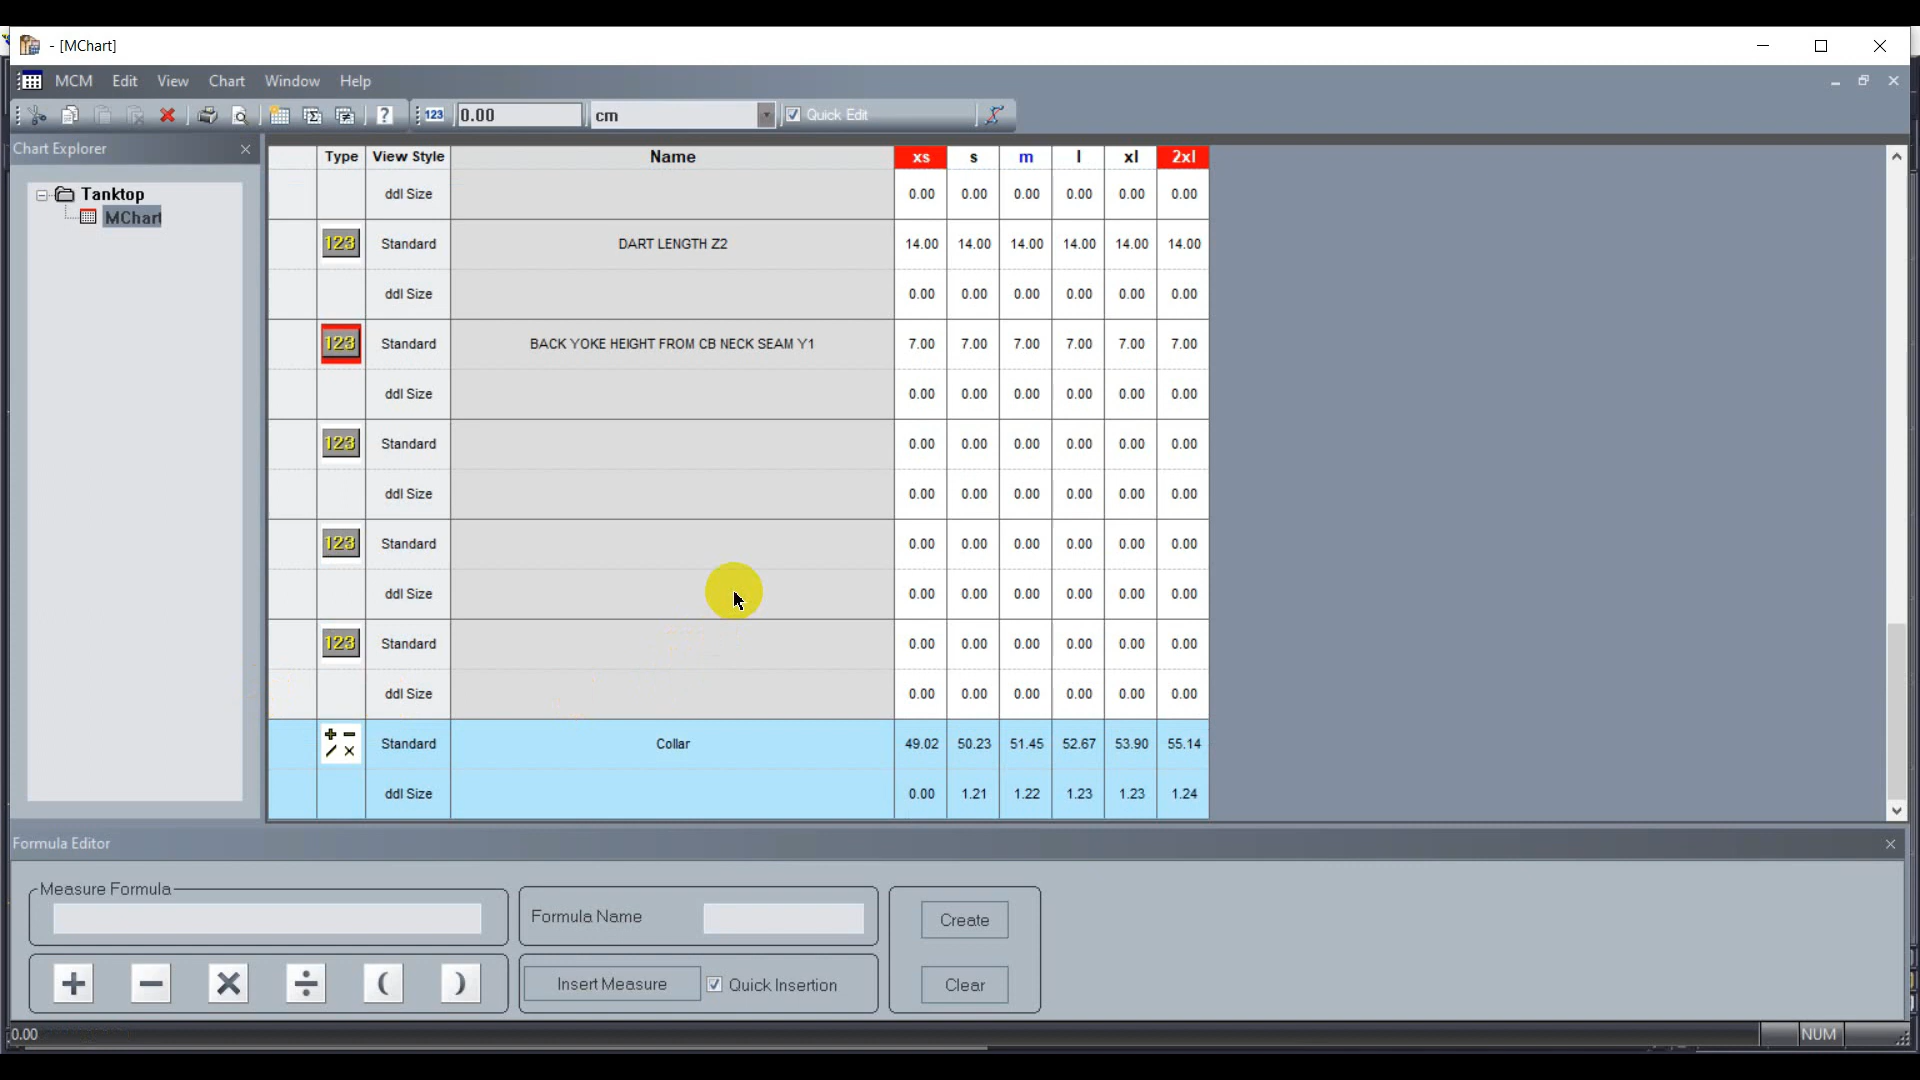 - [MChart]
MCM Edit View Chart Window Help
123 0.00 cm Quick Edit
Chart Explorer
Tanktop
MChart
Type View Style Name xs s m l xl 2xl
ddl Size 0.00 0.00 0.00 0.00 0.00 0.00
123 Standard DART LENGTH Z2 14.00 14.00 14.00 14.00 14.00 14.00
ddl Size 0.00 0.00 0.00 0.00 0.00 0.00
123 Standard BACK YOKE HEIGHT FROM CB NECK SEAM Y1 7.00 7.00 7.00 7.00 7.00 7.00
ddl Size 0.00 0.00 0.00 0.00 0.00 0.00
123 Standard 0.00 0.00 0.00 0.00 0.00 0.00
ddl Size 0.00 0.00 0.00 0.00 0.00 0.00
123 Standard 0.00 0.00 0.00 0.00 0.00 0.00
ddl Size 0.00 0.00 0.00 0.00 0.00 0.00
123 Standard 0.00 0.00 0.00 0.00 0.00 0.00
ddl Size 0.00 0.00 0.00 0.00 0.00 0.00
Standard Collar 49.02 50.23 51.45 52.67 53.90 55.14
ddl Size 0.00 1.21 1.22 1.23 1.23 1.24
Formula Editor
Measure Formula
Formula Name
Create
+ − × ÷ ( )
Insert Measure Quick Insertion
Clear
0.00 NUM